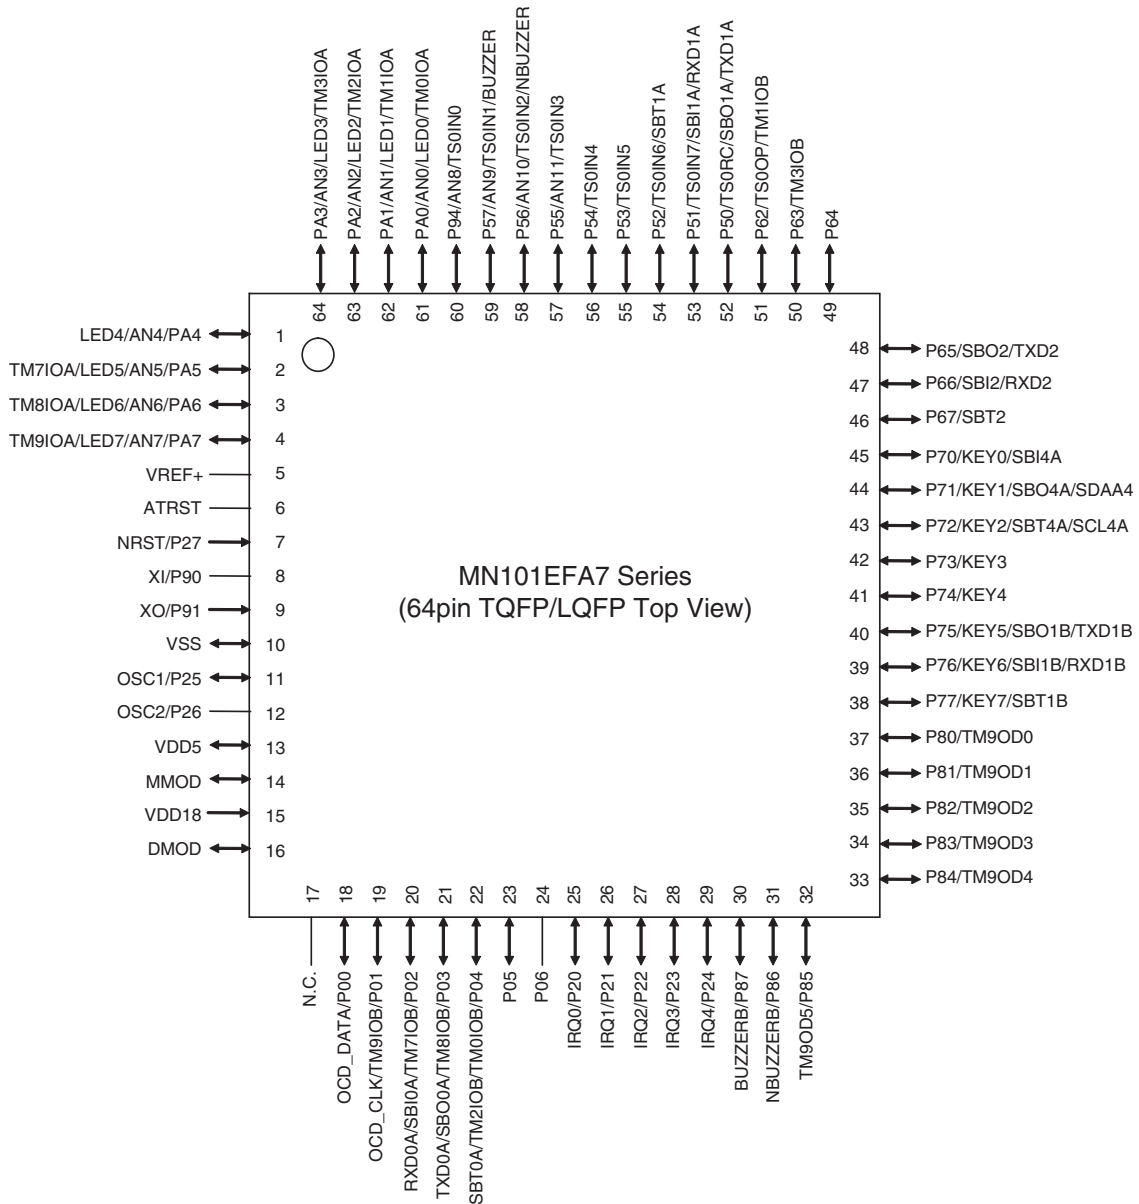 PA3/AN3/LED3/TM3IOA
PA2/AN2/LED2/TM2IOA
PA1/AN1/LED1/TM1IOA
PA0/AN0/LED0/TM0IOA
P94/AN8/TS0IN0
P57/AN9/TS0IN1/BUZZER
P56/AN10/TS0IN2/NBUZZER
P55/AN11/TS0IN3
P54/TS0IN4
P53/TS0IN5
P52/TS0IN6/SBT1A
P51/TS0IN7/SBI1A/RXD1A
P50/TS0RC/SBO1A/TXD1A
P62/TS0OP/TM1IOB
P63/TM3IOB
P64
64
63
62
61
60
59
58
57
56
55
54
53
52
51
50
49
LED4/AN4/PA4 1
TM7IOA/LED5/AN5/PA5 2
TM8IOA/LED6/AN6/PA6 3
TM9IOA/LED7/AN7/PA7 4
VREF+ 5
ATRST 6
NRST/P27 7
XI/P90 8
XO/P91 9
VSS 10
OSC1/P25 11
OSC2/P26 12
VDD5 13
MMOD 14
VDD18 15
DMOD 16
MN101EFA7 Series
(64pin TQFP/LQFP Top View)
48 P65/SBO2/TXD2
47 P66/SBI2/RXD2
46 P67/SBT2
45 P70/KEY0/SBI4A
44 P71/KEY1/SBO4A/SDAA4
43 P72/KEY2/SBT4A/SCL4A
42 P73/KEY3
41 P74/KEY4
40 P75/KEY5/SBO1B/TXD1B
39 P76/KEY6/SBI1B/RXD1B
38 P77/KEY7/SBT1B
37 P80/TM9OD0
36 P81/TM9OD1
35 P82/TM9OD2
34 P83/TM9OD3
33 P84/TM9OD4
17
18
19
20
21
22
23
24
25
26
27
28
29
30
31
32
N.C.
OCD_DATA/P00
OCD_CLK/TM9IOB/P01
RXD0A/SBI0A/TM7IOB/P02
TXD0A/SBO0A/TM8IOB/P03
SBT0A/TM2IOB/TM0IOB/P04
P05
P06
IRQ0/P20
IRQ1/P21
IRQ2/P22
IRQ3/P23
IRQ4/P24
BUZZERB/P87
NBUZZERB/P86
TM9OD5/P85